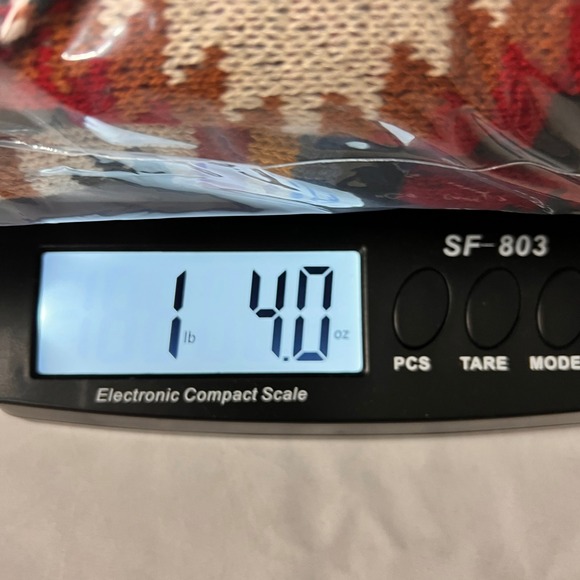 SF-803
1 lb 4.0 oz
PCS TARE MODE
Electronic Compact Scale